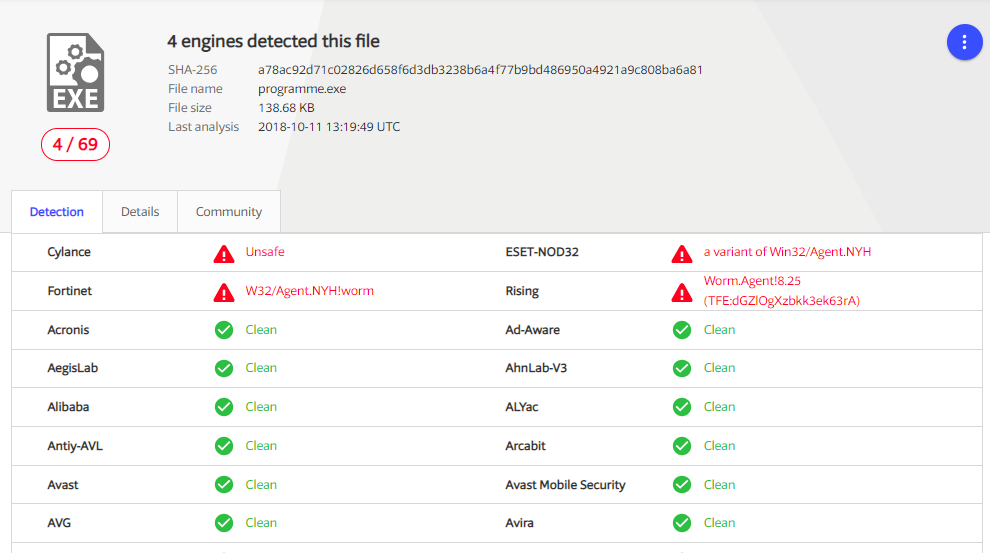 4 engines detected this file
SHA-256 a78ac92d71c02826d658f6d3db3238b6a4f77b9bd486950a4921a9c808ba6a81
File name programme.exe
File size 138.68 KB
Last analysis 2018-10-11 13:19:49 UTC
EXE
4 / 69
Detection Details Community
Cylance Unsafe ESET-NOD32 a variant of Win32/Agent.NYH
Fortinet W32/Agent.NYH!worm Rising Worm.Agent!8.25
(TFE:dGZlOgXzbkk3ek63rA)
Acronis Clean Ad-Aware Clean
AegisLab Clean AhnLab-V3 Clean
Alibaba Clean ALYac Clean
Antiy-AVL Clean Arcabit Clean
Avast Clean Avast Mobile Security Clean
AVG Clean Avira Clean